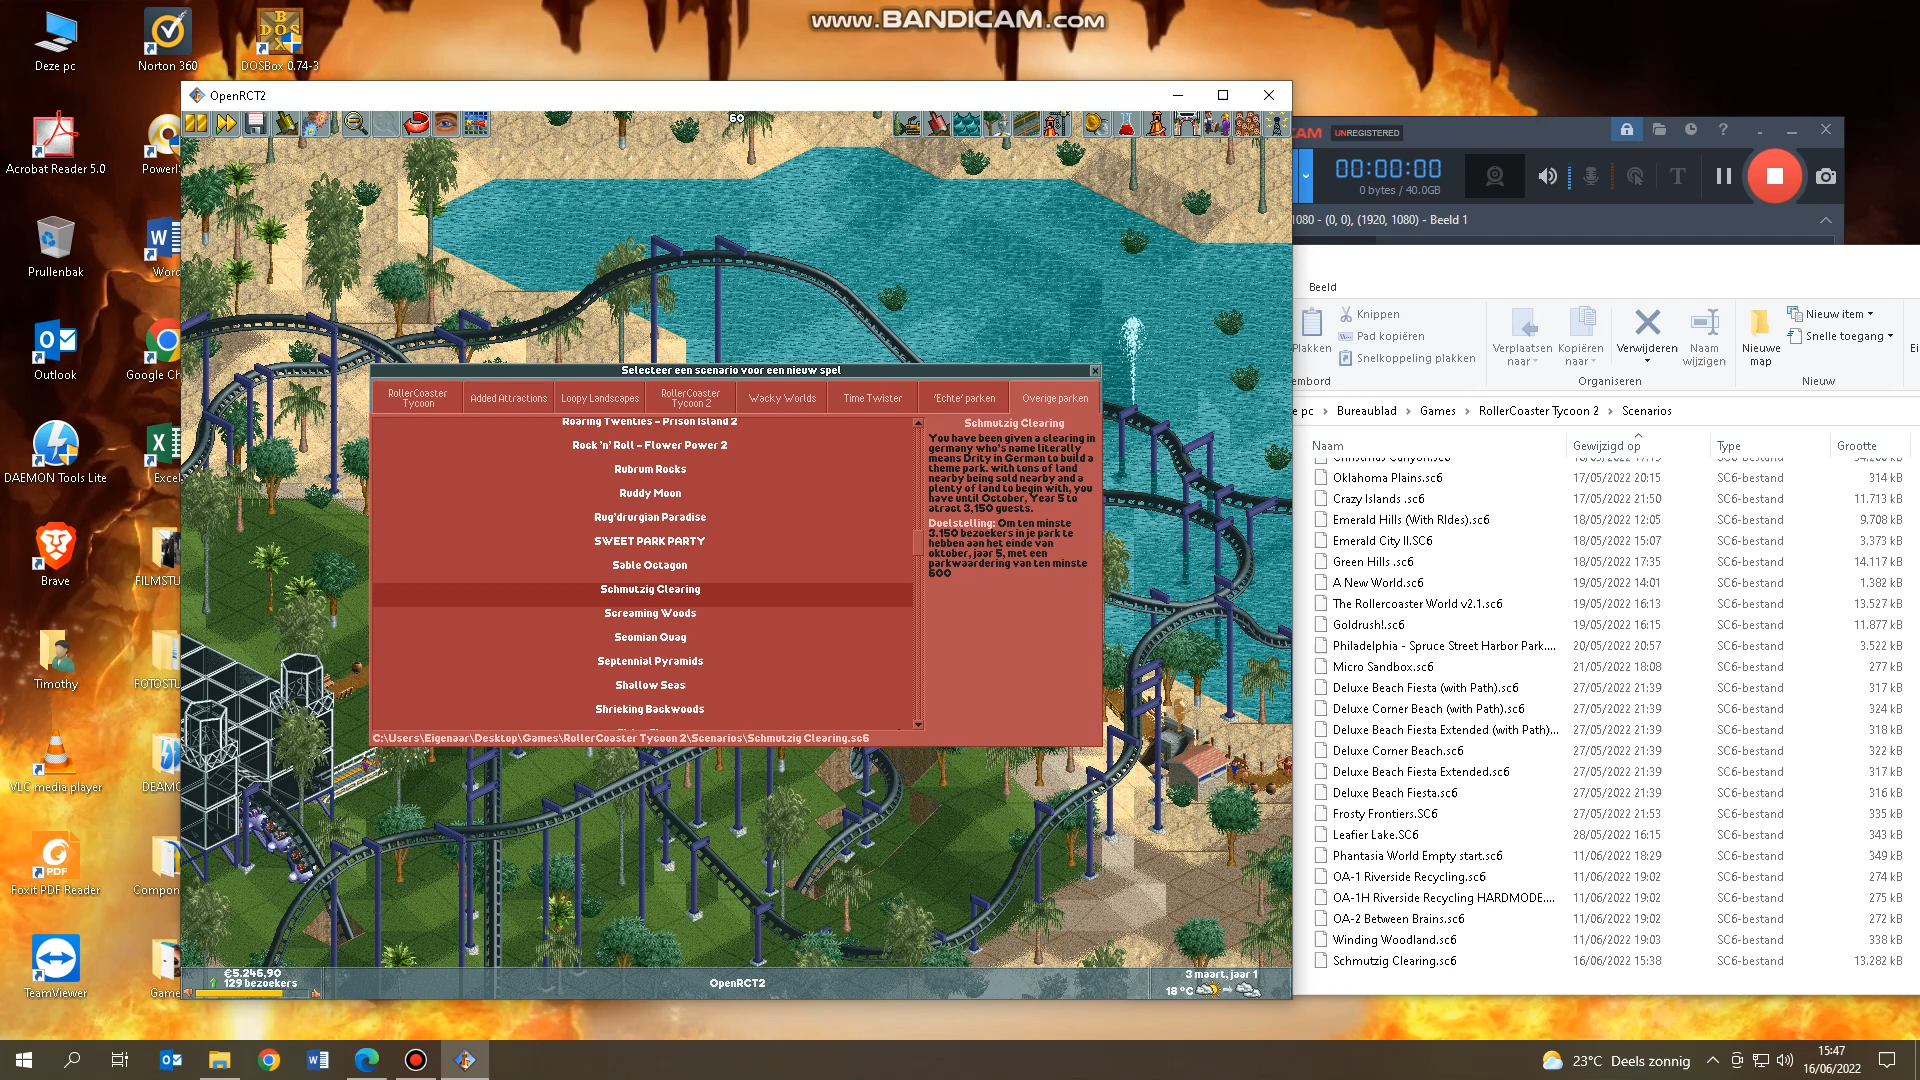 WWW.BANDICAM.COM
Deze pc
Norton 360
DOSBox 0.74-3
Acrobat Reader 5.0
Prullenbak
Outlook
DAEMON Tools Lite
Excel
Brave
Timothy
VLC media player
Foxit PDF Reader
TeamViewer
OpenRCT2
60
Selecteer een scenario voor een nieuw spel
RollerCoaster Tycoon
Added Attractions
Loopy Landscapes
RollerCoaster Tycoon 2
Wacky Worlds
Time Twister
'Echte' parken
Overige parken
Roaring Twenties - Prison Island 2
Rock 'n' Roll - Flower Power 2
Rubrum Rocks
Ruddy Moon
Rug'drurgian Paradise
SWEET PARK PARTY
Sable Octagon
Schmutzig Clearing
Screaming Woods
Seomian Quag
Septennial Pyramids
Shallow Seas
Shrieking Backwoods
Schmutzig Clearing
You have been given a clearing in
germany who's name literally
means Drity in German to build a
theme park. with tons of land
nearby being sold nearby and a
plenty of land to begin with, you
have until October, Year 5 to
atract 3,150 guests.
Doelstelling: Om ten minste
3.150 bezoekers in je park te
hebben aan het einde van
oktober, jaar 5, met een
parkwaardering van ten minste
600
C:\Users\Eigenaar\Desktop\Games\RollerCoaster Tycoon 2\Scenarios\Schmutzig Clearing.sc6
€5.246,90
129 bezoekers
OpenRCT2
3 maart, jaar 1
18 °C
UNREGISTERED
00:00:00
0 bytes / 40.0GB
1080 - (0, 0), (1920, 1080) - Beeld 1
Beeld
Plakken
Knippen
Pad kopiëren
Snelkoppeling plakken
Verplaatsen naar
Kopiëren naar
Verwijderen
Naam wijzigen
Organiseren
Nieuwe map
Nieuw item
Snelle toegang
Nieuw
Bureaublad > Games > RollerCoaster Tycoon 2 > Scenarios
Naam Gewijzigd op Type Grootte
Oklahoma Plains.sc6 17/05/2022 20:15 SC6-bestand 314 kB
Crazy Islands .sc6 17/05/2022 21:50 SC6-bestand 11.713 kB
Emerald Hills (With RIdes).sc6 18/05/2022 12:05 SC6-bestand 9.708 kB
Emerald City II.SC6 18/05/2022 15:07 SC6-bestand 3.373 kB
Green Hills .sc6 18/05/2022 17:35 SC6-bestand 14.117 kB
A New World.sc6 19/05/2022 14:01 SC6-bestand 1.382 kB
The Rollercoaster World v2.1.sc6 19/05/2022 16:13 SC6-bestand 13.527 kB
Goldrush!.sc6 19/05/2022 16:15 SC6-bestand 11.877 kB
Philadelphia - Spruce Street Harbor Park.... 20/05/2022 20:57 SC6-bestand 3.522 kB
Micro Sandbox.sc6 21/05/2022 18:08 SC6-bestand 277 kB
Deluxe Beach Fiesta (with Path).sc6 27/05/2022 21:39 SC6-bestand 317 kB
Deluxe Corner Beach (with Path).sc6 27/05/2022 21:39 SC6-bestand 324 kB
Deluxe Beach Fiesta Extended (with Path)... 27/05/2022 21:39 SC6-bestand 318 kB
Deluxe Corner Beach.sc6 27/05/2022 21:39 SC6-bestand 322 kB
Deluxe Beach Fiesta Extended.sc6 27/05/2022 21:39 SC6-bestand 317 kB
Deluxe Beach Fiesta.sc6 27/05/2022 21:39 SC6-bestand 316 kB
Frosty Frontiers.SC6 27/05/2022 21:53 SC6-bestand 335 kB
Leafier Lake.SC6 28/05/2022 16:15 SC6-bestand 343 kB
Phantasia World Empty start.sc6 11/06/2022 18:29 SC6-bestand 349 kB
OA-1 Riverside Recycling.sc6 11/06/2022 19:02 SC6-bestand 274 kB
OA-1H Riverside Recycling HARDMODE.... 11/06/2022 19:02 SC6-bestand 275 kB
OA-2 Between Brains.sc6 11/06/2022 19:02 SC6-bestand 272 kB
Winding Woodland.sc6 11/06/2022 19:03 SC6-bestand 338 kB
Schmutzig Clearing.sc6 16/06/2022 15:38 SC6-bestand 13.282 kB
23°C Deels zonnig
15:47
16/06/2022